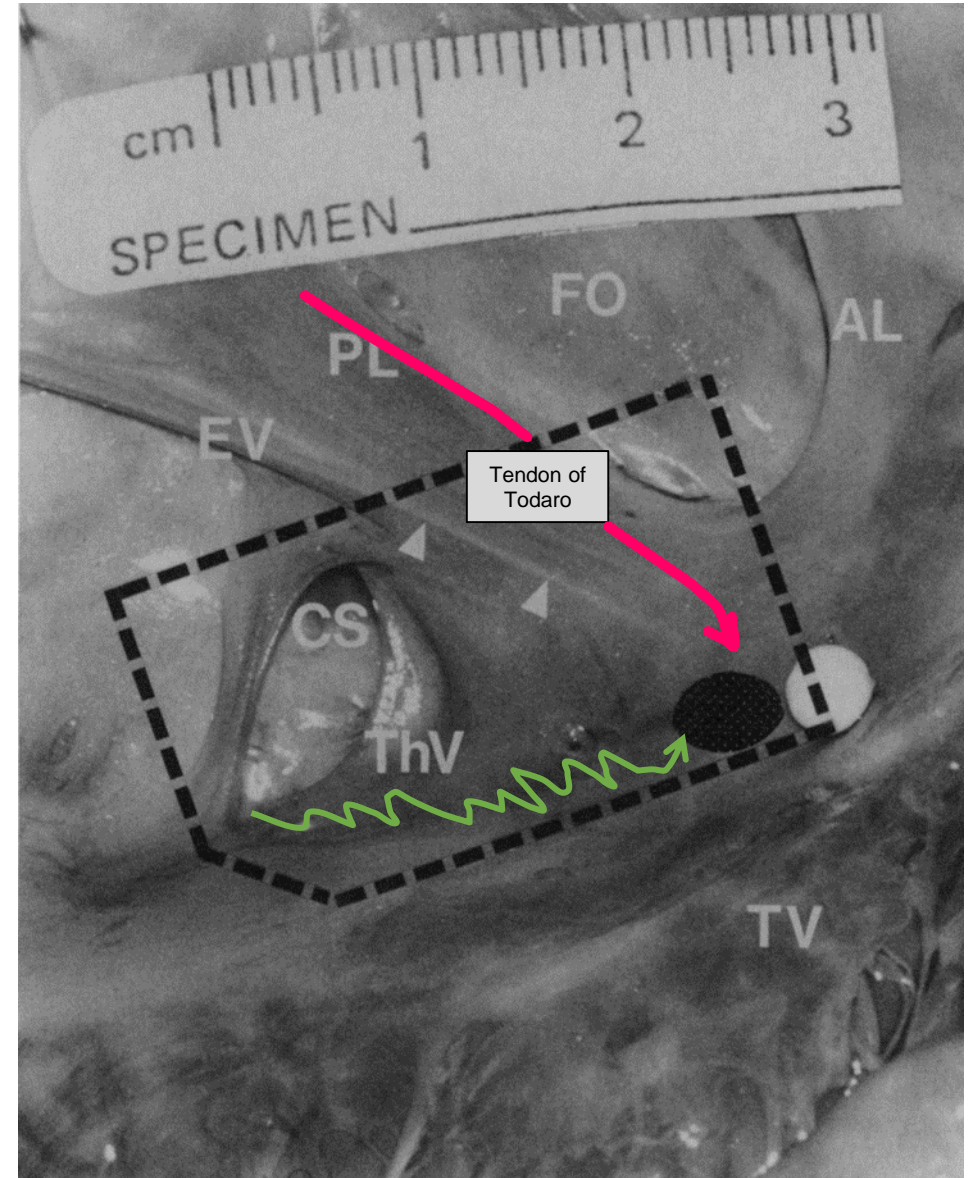 cm
1
2
3
SPECIMEN
FO
AL
PL
EV
Tendon of
Todaro
CS
ThV
TV